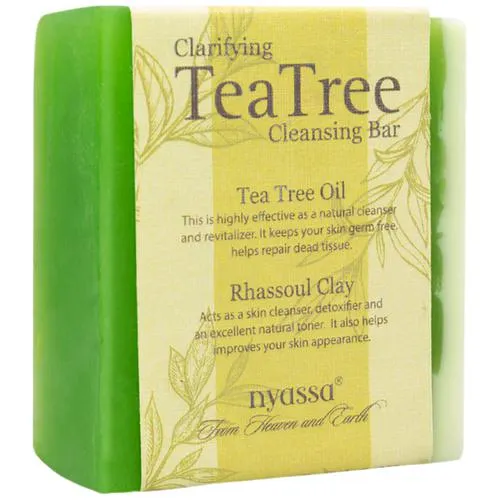 Clarifying
TeaTree
Cleansing Bar
Tea Tree Oil
This is highly effective as a natural cleanser
and revitalizer. It keeps your skin germ free,
helps repair dead tissue.
Rhassoul Clay
Acts as a skin cleanser, detoxifier and
an excellent natural toner. It also helps
improves your skin appearance.
nyassa®
From Heaven and Earth